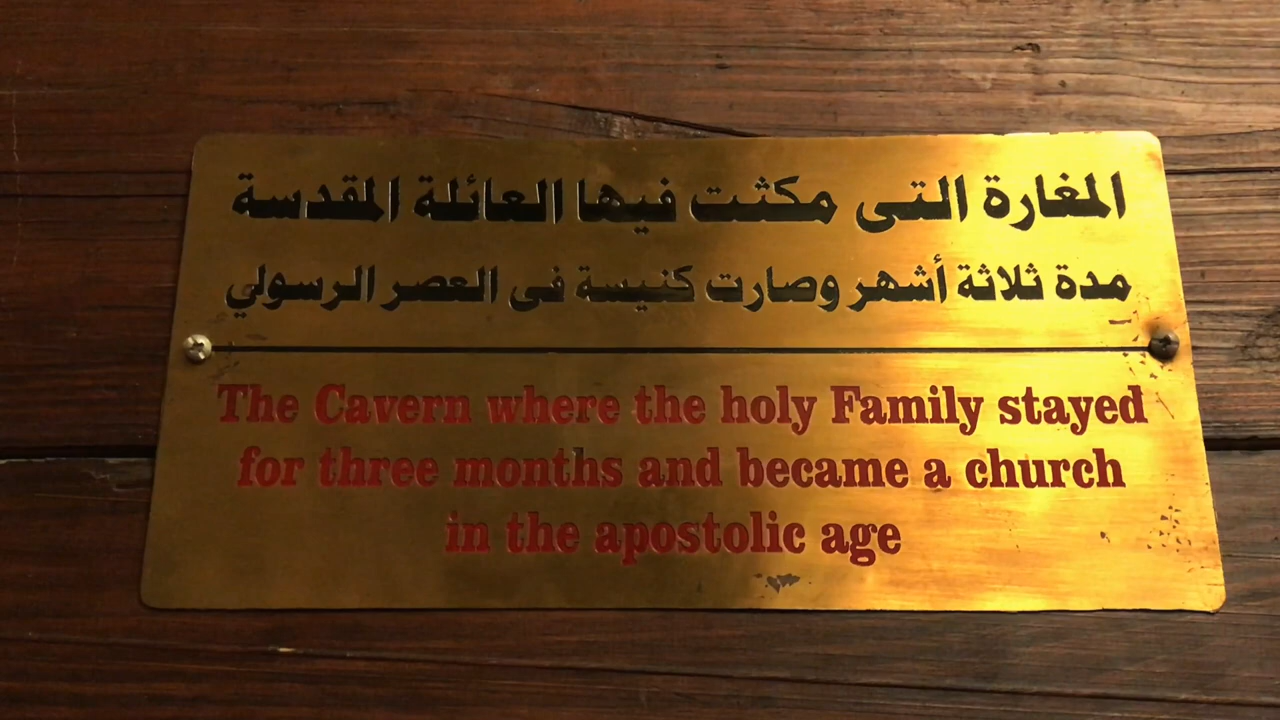 المغارة التى مكثت فيها العائلة المقدسة
مدة ثلاثة أشهر وصارت كنيسة فى العصر الرسولي
The Cavern where the holy Family stayed
for three months and became a church
in the apostolic age